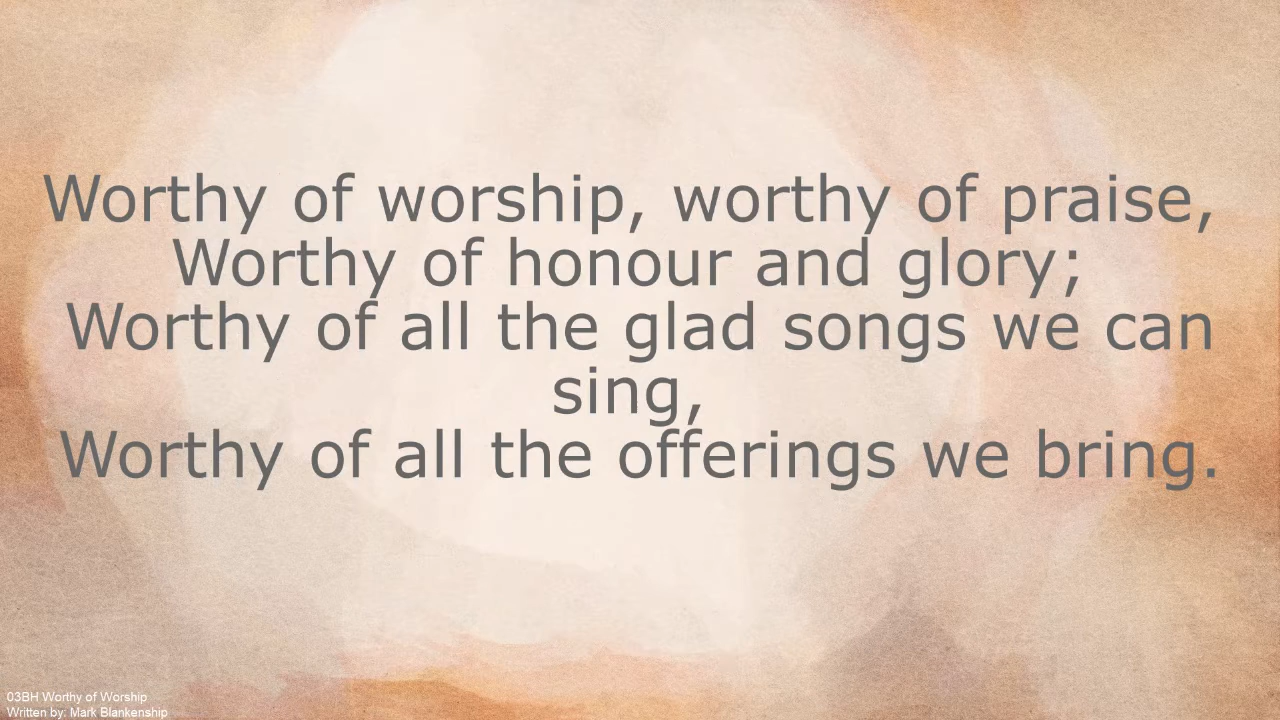 Worthy of worship, worthy of praise,
Worthy of honour and glory;
Worthy of all the glad songs we can
sing,
Worthy of all the offerings we bring.
03BH Worthy of Worship
Written by: Mark Blankenship